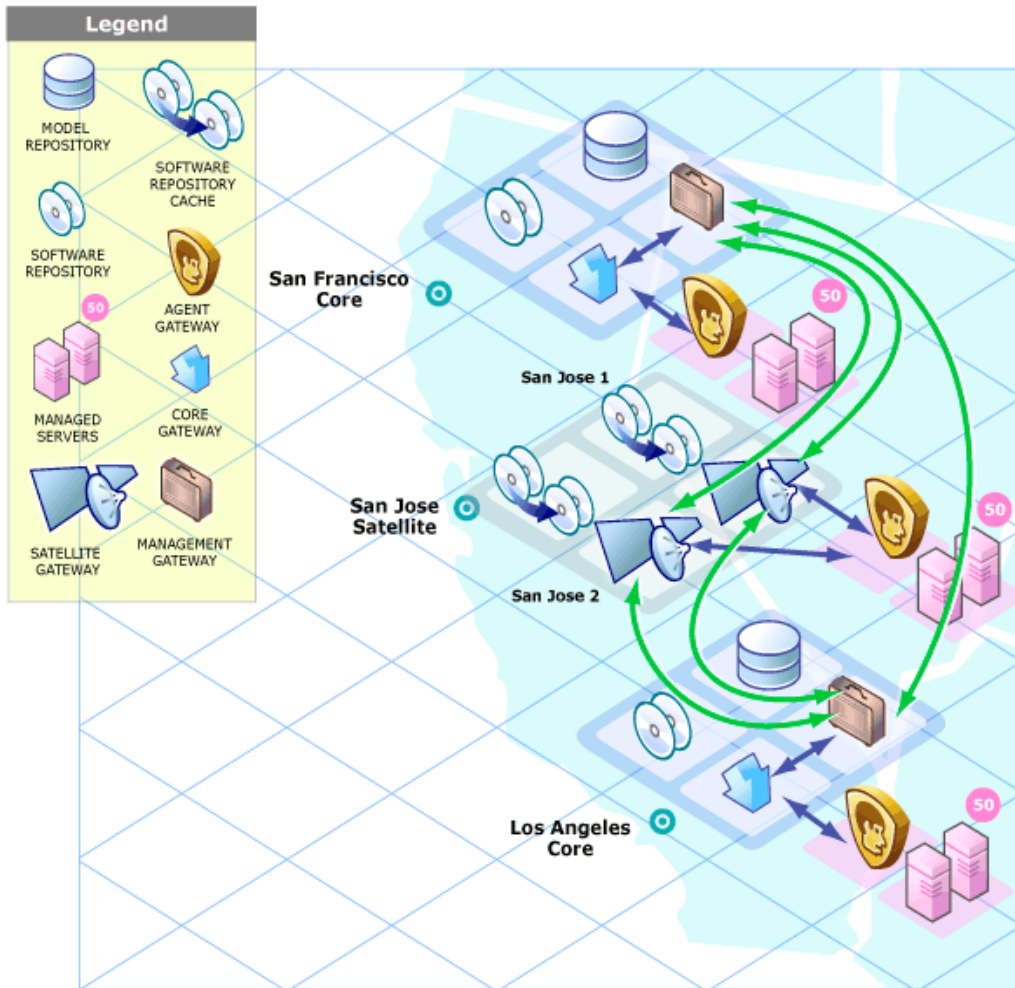 Legend
MODEL
REPOSITORY
SOFTWARE
REPOSITORY
CACHE
SOFTWARE
REPOSITORY
AGENT
GATEWAY
50
MANAGED
SERVERS
CORE
GATEWAY
SATELLITE
GATEWAY
MANAGEMENT
GATEWAY
San Francisco
Core
50
San Jose 1
San Jose
Satellite
50
San Jose 2
Los Angeles
Core
50